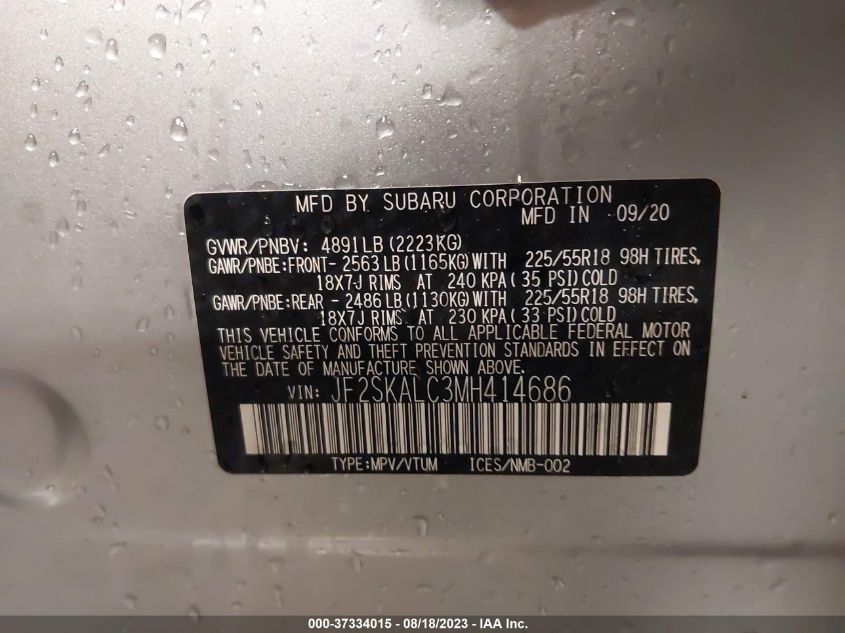 MFD BY SUBARU CORPORATION
MFD IN 09/20
GVWR/PNBV: 4891LB(2223KG)
GAWR/PNBE:FRONT- 2563LB(1165KG)WITH 225/55R18 98H TIRES,
18X7J RIMS AT 240 KPA(35 PSI)COLD
GAWR/PNBE:REAR - 2486LB(1130KG)WITH 225/55R18 98H TIRES,
18X7J RIMS AT 230 KPA(33 PSI)COLD
THIS VEHICLE CONFORMS TO ALL APPLICABLE FEDERAL MOTOR
VEHICLE SAFETY AND THEFT PREVENTION STANDARDS IN EFFECT ON
THE DATE OF MANUFACTURE SHOWN ABOVE.
VIN: JF2SKALC3MH414686
TYPE:MPV/VTUM ICES/NMB-002
000-37334015 - 08/18/2023 - IAA Inc.